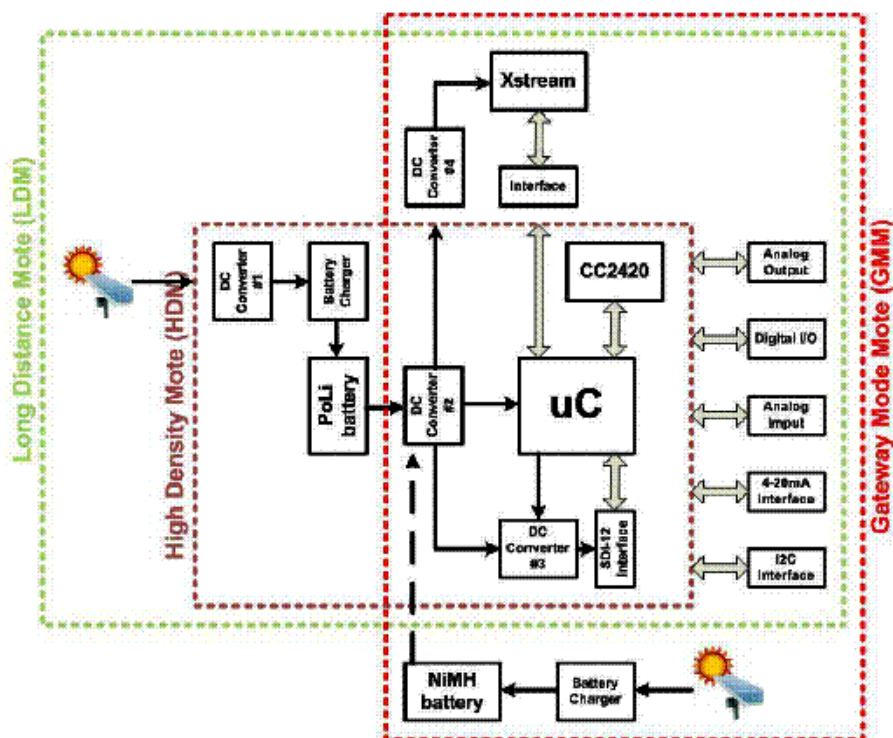 Long Distance Mote (LDM)
High Density Mote (HDN)
Gateway Mode Mote (GMM)
Xstream
DC
Converter
#4
Interface
DC
Converter
#1
Battery
Charger
CC2420
Analog
Output
Digital I/O
PoLi
battery
DC
Converter
#2
uC
Analog
Imput
4-20mA
Interface
DC
Converter
#3
SDI-12
Interface
I2C
Interface
NiMH
battery
Battery
Charger